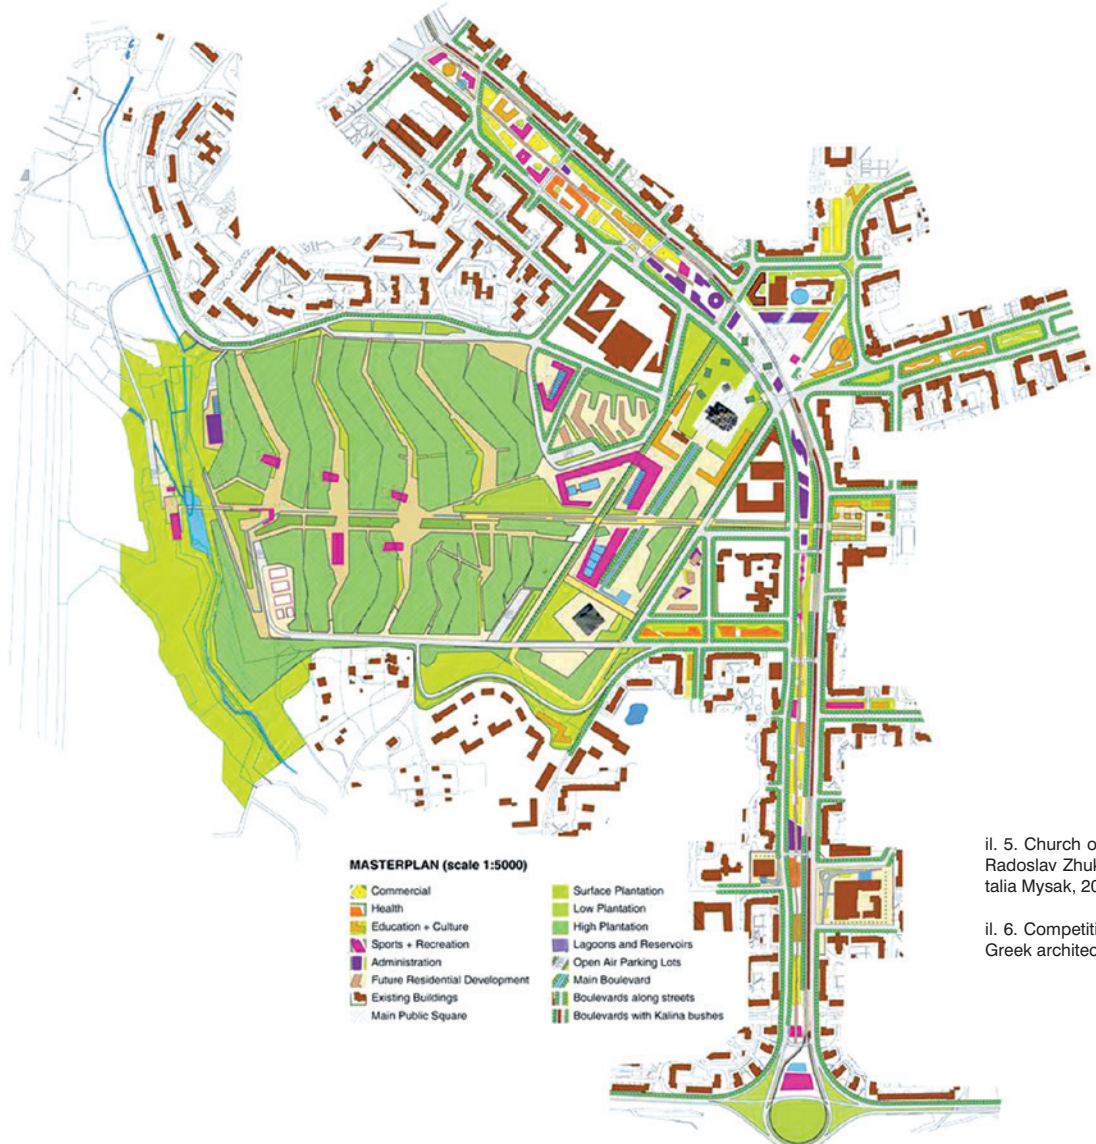 MASTERPLAN (scale 1:5000)
Commercial
Health
Education + Culture
Sports + Recreation
Administration
Future Residential Development
Existing Buildings
Main Public Square
Surface Plantation
Low Plantation
High Plantation
Lagoons and Reservoirs
Open Air Parking Lots
Main Boulevard
Boulevards along streets
Boulevards with Kalina bushes
il. 5. Church o
Radoslav Zhuk
talia Mysak, 20
il. 6. Competiti
Greek architec